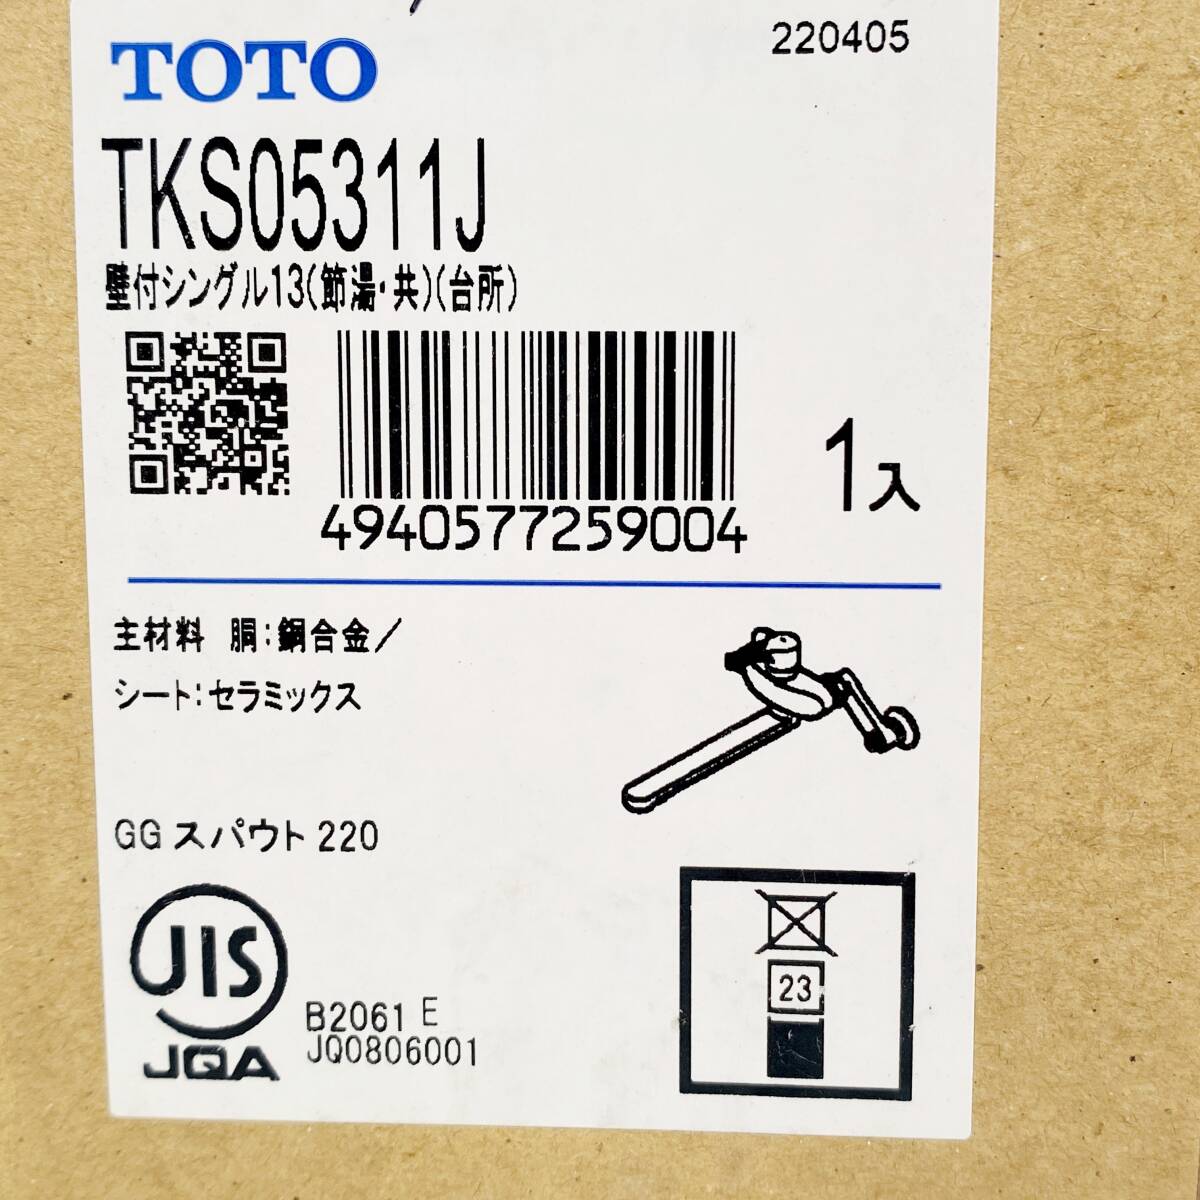 220405
TOTO
TKS05311J
壁付シングル13(節湯・共)(台所)
1入
4940577259004
主材料 胴:銅合金/
シート:セラミックス
GG スパウト 220
JIS
JQA
B2061 E
JQ0806001
23